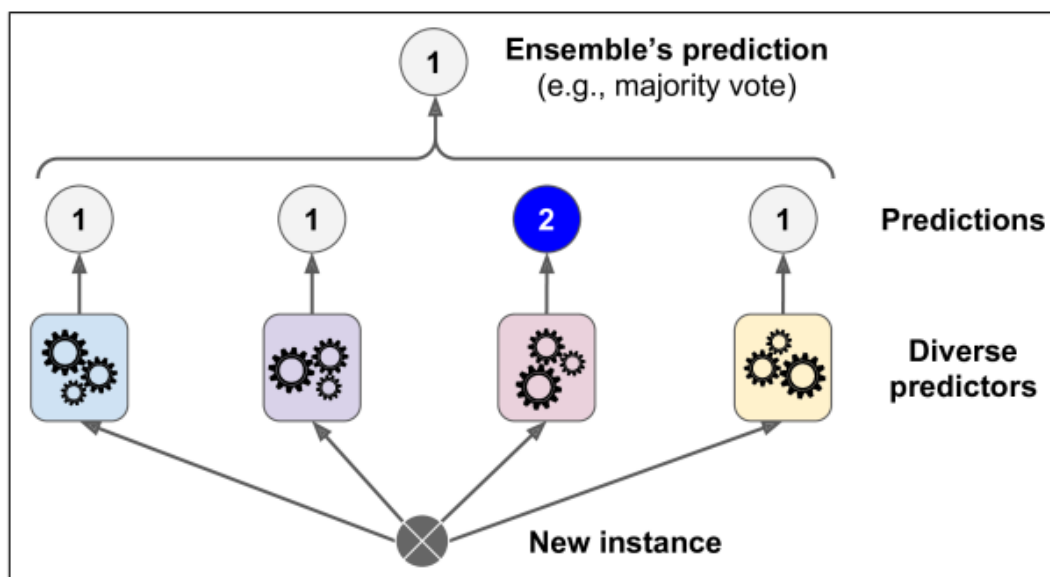 1
Ensemble's prediction
(e.g., majority vote)
1 1 2 1
Predictions
Diverse
predictors
New instance